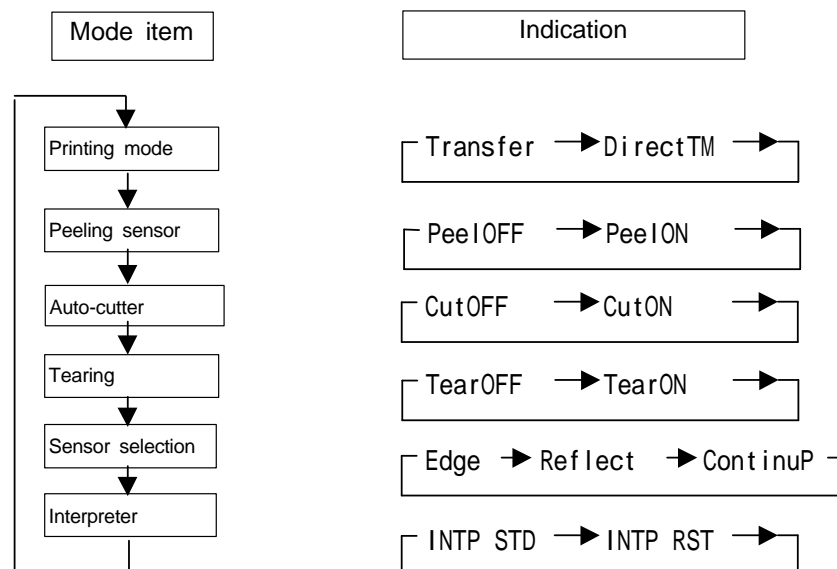 Mode item
Indication
Printing mode
Transfer DirectTM
Peeling sensor
PeelOFF PeelON
Auto-cutter
CutOFF CutON
Tearing
TearOFF TearON
Sensor selection
Edge Reflect ContinuP
Interpreter
INTP STD INTP RST